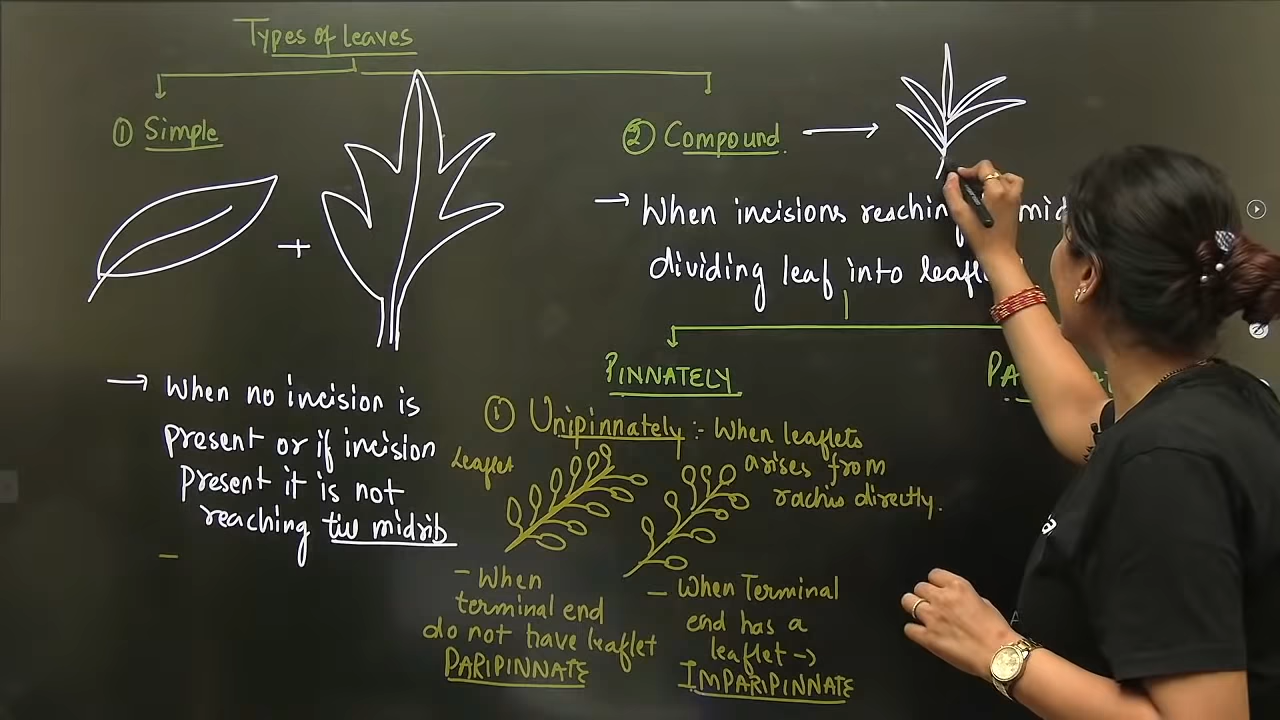 Types of leaves
① Simple
② Compound
→ When incisions reaching mid
dividing leaf into
→ When no incision is
present or if incision
present it is not
reaching till midrib
PINNATELY
① Unipinnately :- When leaflets
arises from
rachis directly.
Leaflet
- When
terminal end
do not have leaflet
PARIPINNATE
- When Terminal
end has a
leaflet →
IMPARIPINNATE